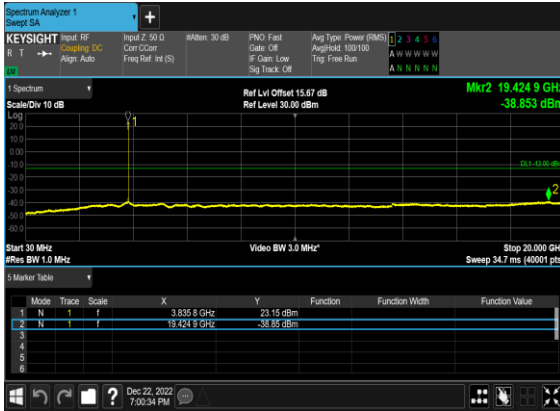 Spectrum Analyzer 1
Swept SA
KEYSIGHT Input: RF Input Z: 50 Ω #Atten: 30 dB PNO: Fast Avg Type: Power (RMS) 1 2 3 4 5 6
R T Coupling: DC Corr CCorr Gate: Off Avg|Hold: 100/100 A W W W W W
Align: Auto Freq Ref: Int (S) IF Gain: Low Trig: Free Run
Sig Track: Off A N N N N N
1 Spectrum Ref Lvl Offset 15.67 dB Mkr2 19.424 9 GHz
Scale/Div 10 dB Ref Level 30.00 dBm -38.853 dBm
Log
20.0
10.0
0.00
-10.0
DL1 -13.00 dBm
-20.0
-30.0
-40.0
-50.0
-60.0
1
2
Start 30 MHz Video BW 3.0 MHz* Stop 20.000 GHz
#Res BW 1.0 MHz Sweep 34.7 ms (40001 pts)
5 Marker Table
Mode Trace Scale X Y Function Function Width Function Value
1 N 1 f 3.835 8 GHz 23.15 dBm
2 N 1 f 19.424 9 GHz -38.85 dBm
3
4
5
6
Dec 22, 2022
7:00:34 PM